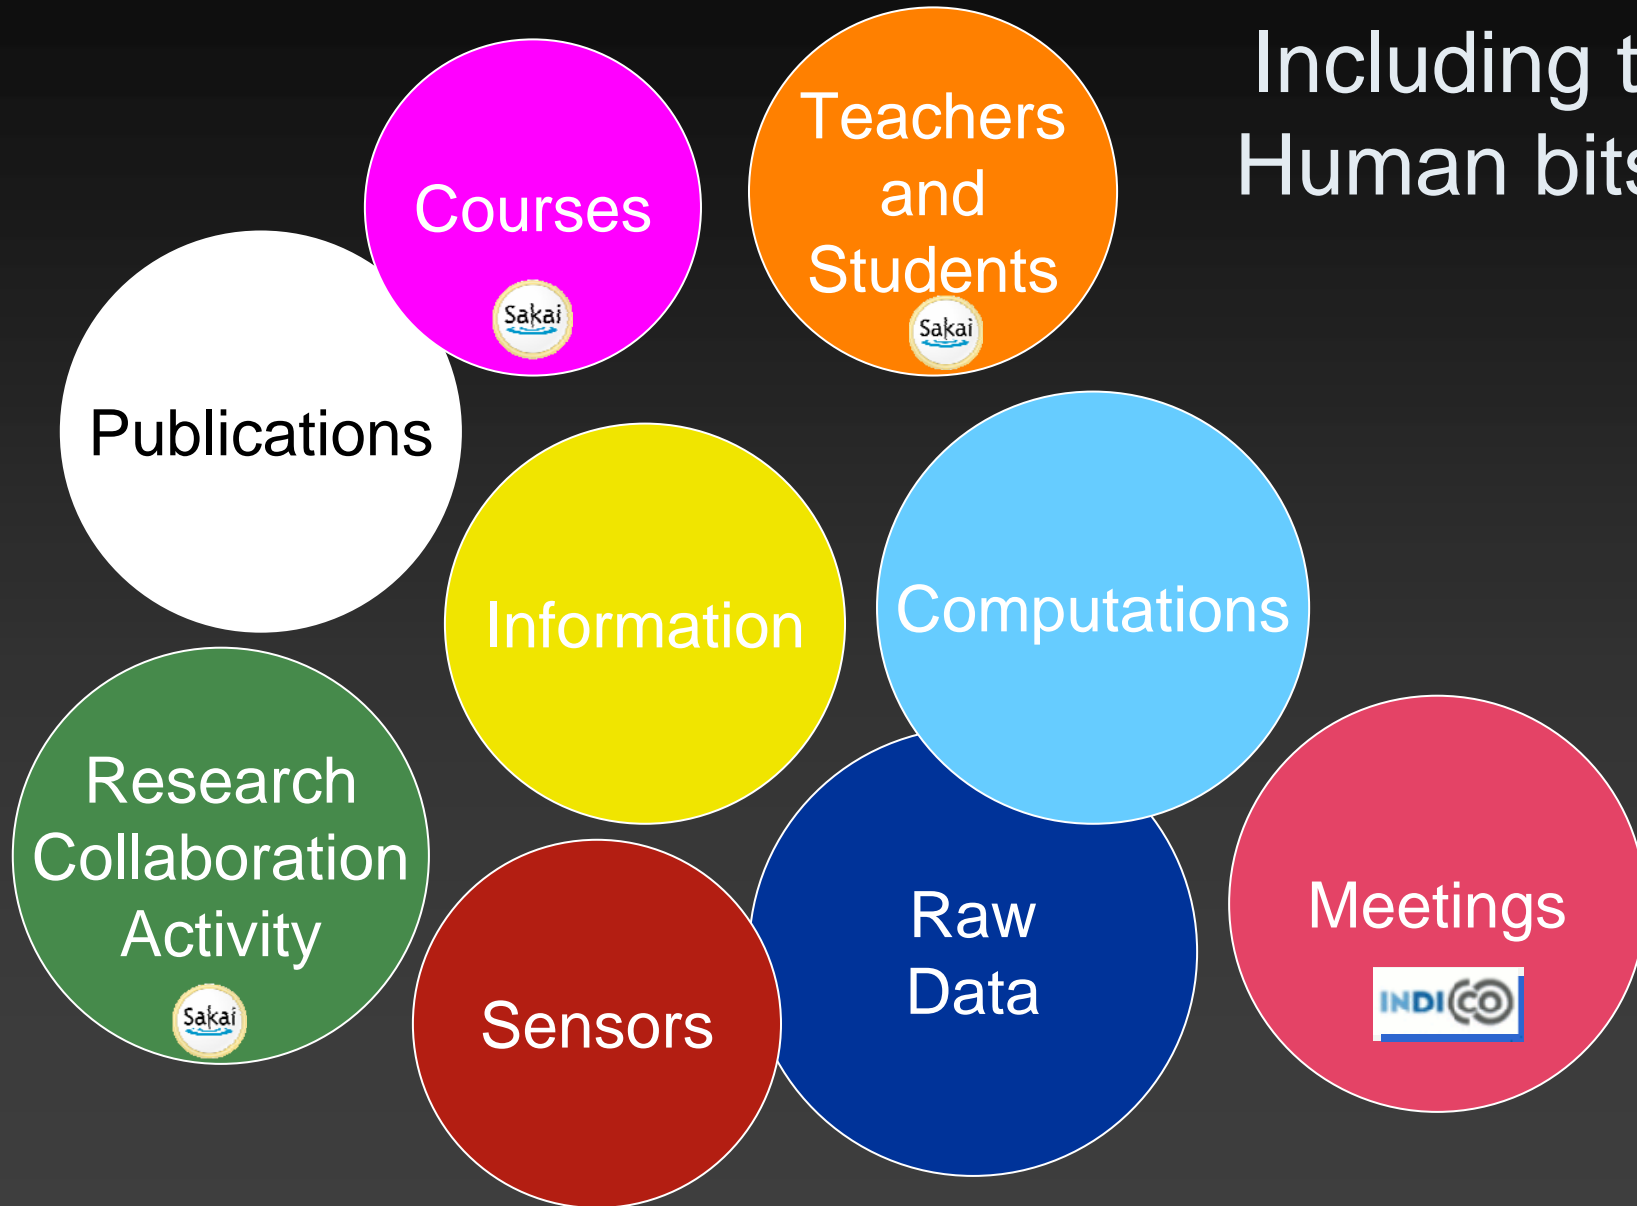 Including
Human bits
Teachers
and
Students
Sakai
Courses
Sakai
Publications
Information
Computations
Research
Collaboration
Activity
Sakai
Sensors
Raw
Data
Meetings
INDICO